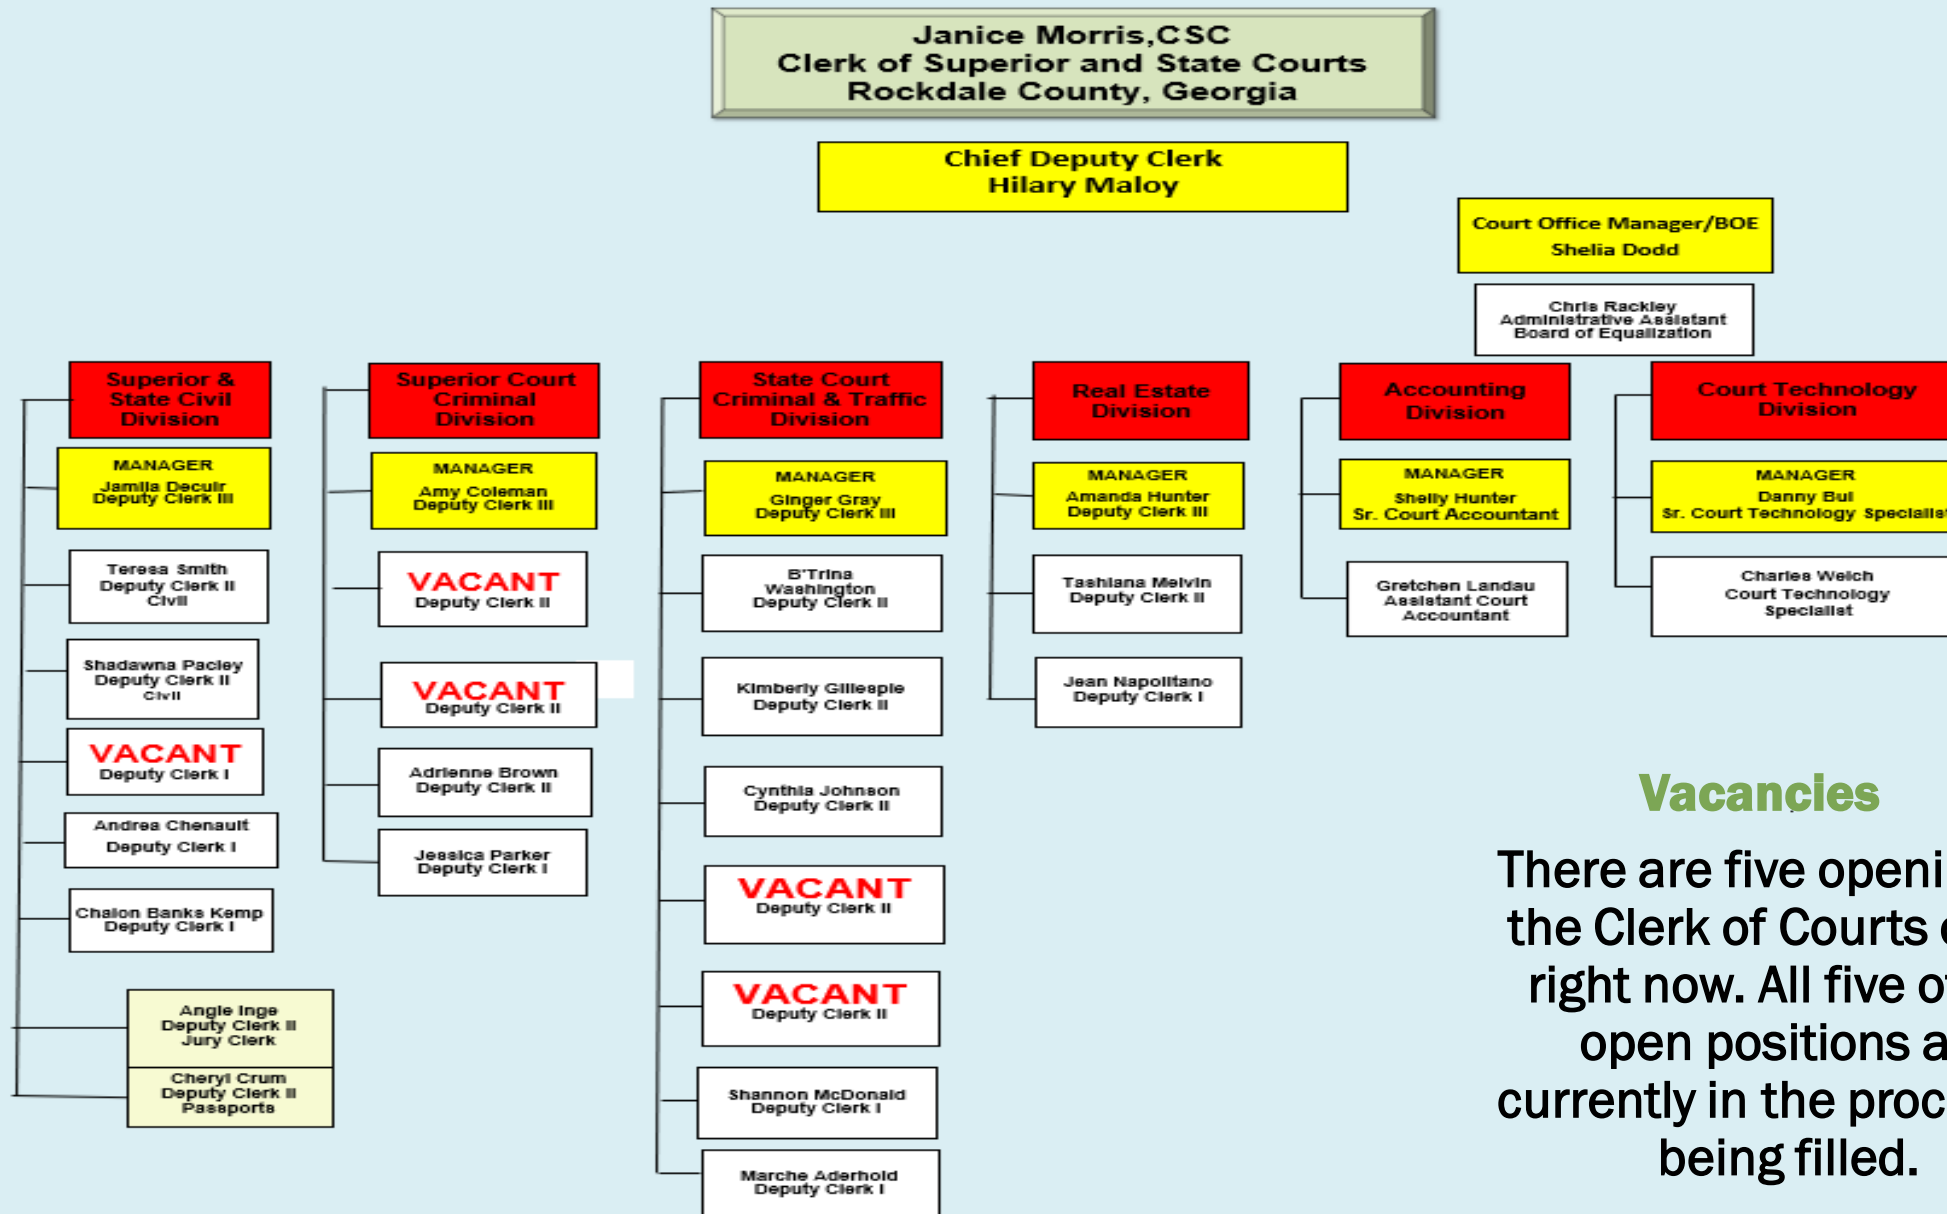 Janice Morris,CSC
Clerk of Superior and State Courts
Rockdale County, Georgia
Chief Deputy Clerk
Hilary Maloy
Court Office Manager/BOE
Shelia Dodd
Chris Rackley
Administrative Assistant
Board of Equalization
Superior &
State Civil
Division
MANAGER
Jamila Decuir
Deputy Clerk III
Teresa Smith
Deputy Clerk II
Civil
Shadawna Pacley
Deputy Clerk II
Civil
VACANT
Deputy Clerk I
Andrea Chenault
Deputy Clerk I
Chalon Banks Kemp
Deputy Clerk I
Angie Inge
Deputy Clerk II
Jury Clerk
Cheryl Crum
Deputy Clerk II
Passports
Superior Court
Criminal
Division
MANAGER
Amy Coleman
Deputy Clerk III
VACANT
Deputy Clerk II
VACANT
Deputy Clerk II
Adrienne Brown
Deputy Clerk II
Jessica Parker
Deputy Clerk I
State Court
Criminal & Traffic
Division
MANAGER
Ginger Gray
Deputy Clerk III
B'Trina
Washington
Deputy Clerk II
Kimberly Gillespie
Deputy Clerk II
Cynthia Johnson
Deputy Clerk II
VACANT
Deputy Clerk II
VACANT
Deputy Clerk II
Shannon McDonald
Deputy Clerk I
Marche Aderhold
Deputy Clerk I
Real Estate
Division
MANAGER
Amanda Hunter
Deputy Clerk III
Tashiana Melvin
Deputy Clerk II
Jean Napolitano
Deputy Clerk I
Accounting
Division
MANAGER
Shelly Hunter
Sr. Court Accountant
Gretchen Landau
Assistant Court
Accountant
Court Technology
Division
MANAGER
Danny Bui
Sr. Court Technology Specialist
Charles Welch
Court Technology
Specialist
Vacancies
There are five openi
the Clerk of Courts
right now. All five o
open positions a
currently in the proc
being filled.